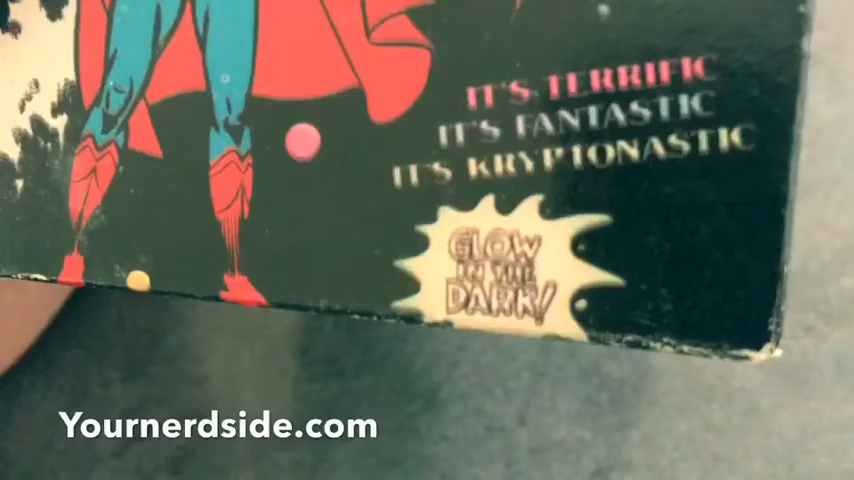 IT'S TERRIFIC
IT'S FANTASTIC
IT'S KRYPTONASTIC
GLOW
IN THE
DARK!
Yournerdside.com